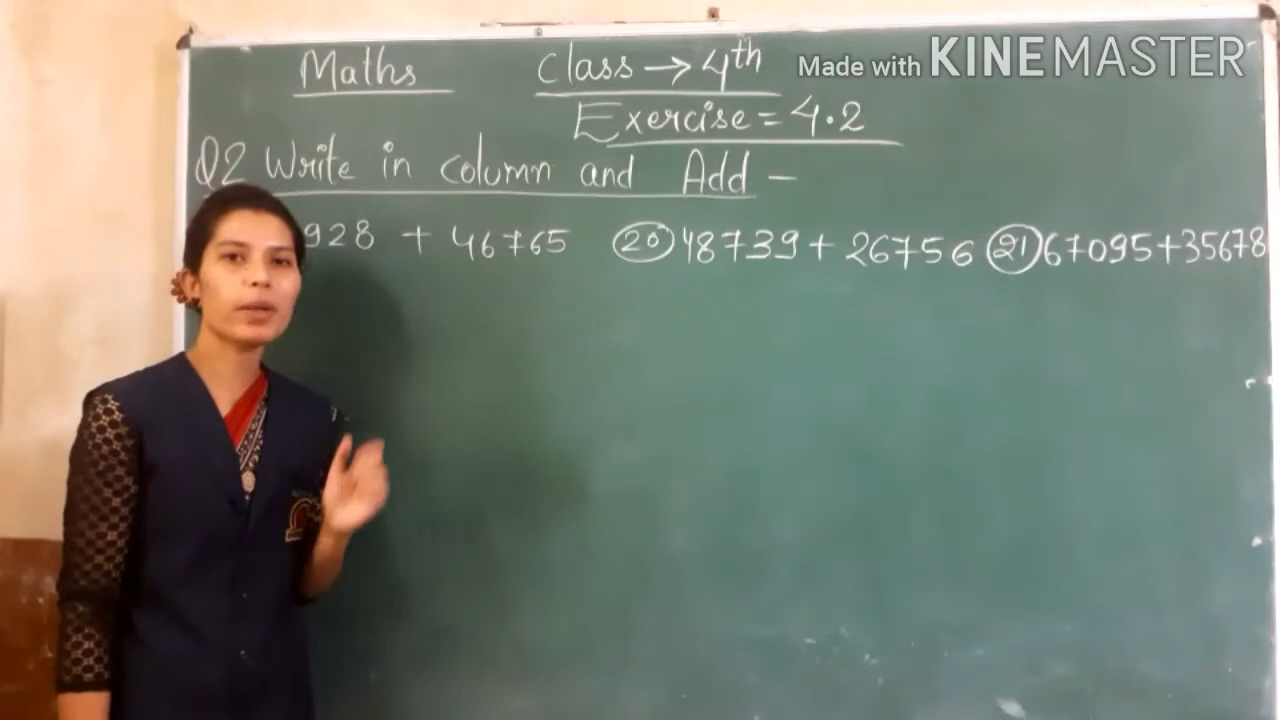 Maths Class → 4th
Made with KINEMASTER
Exercise = 4.2
Q2 Write in column and Add –
928 + 46765 20 48739 + 26756 21 67095 + 35678